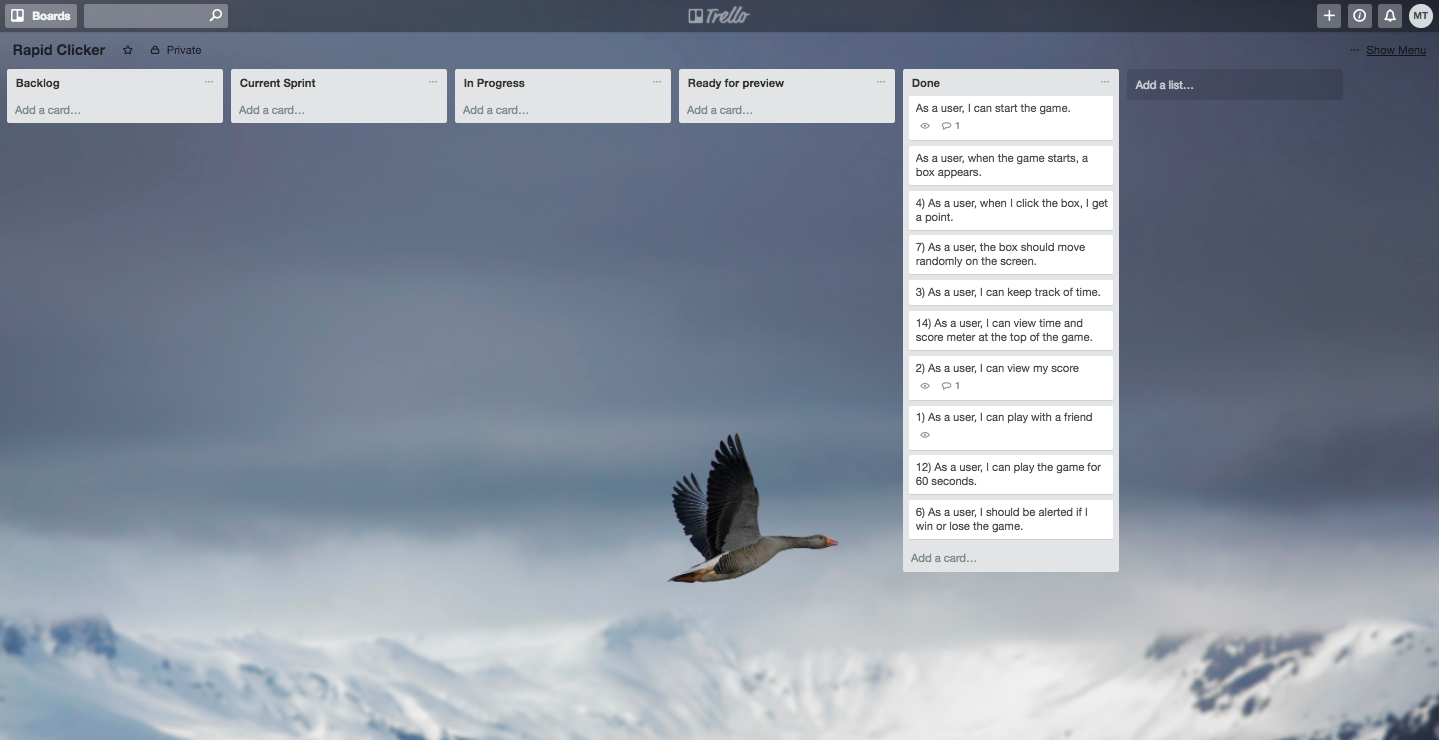 Boards
Trello
MT
Rapid Clicker
Private
Show Menu
Backlog
Add a card…
Current Sprint
Add a card…
In Progress
Add a card…
Ready for preview
Add a card…
Done
As a user, I can start the game.
1
As a user, when the game starts, a
box appears.
4) As a user, when I click the box, I get
a point.
7) As a user, the box should move
randomly on the screen.
3) As a user, I can keep track of time.
14) As a user, I can view time and
score meter at the top of the game.
2) As a user, I can view my score
1
1) As a user, I can play with a friend
12) As a user, I can play the game for
60 seconds.
6) As a user, I should be alerted if I
win or lose the game.
Add a card…
Add a list…